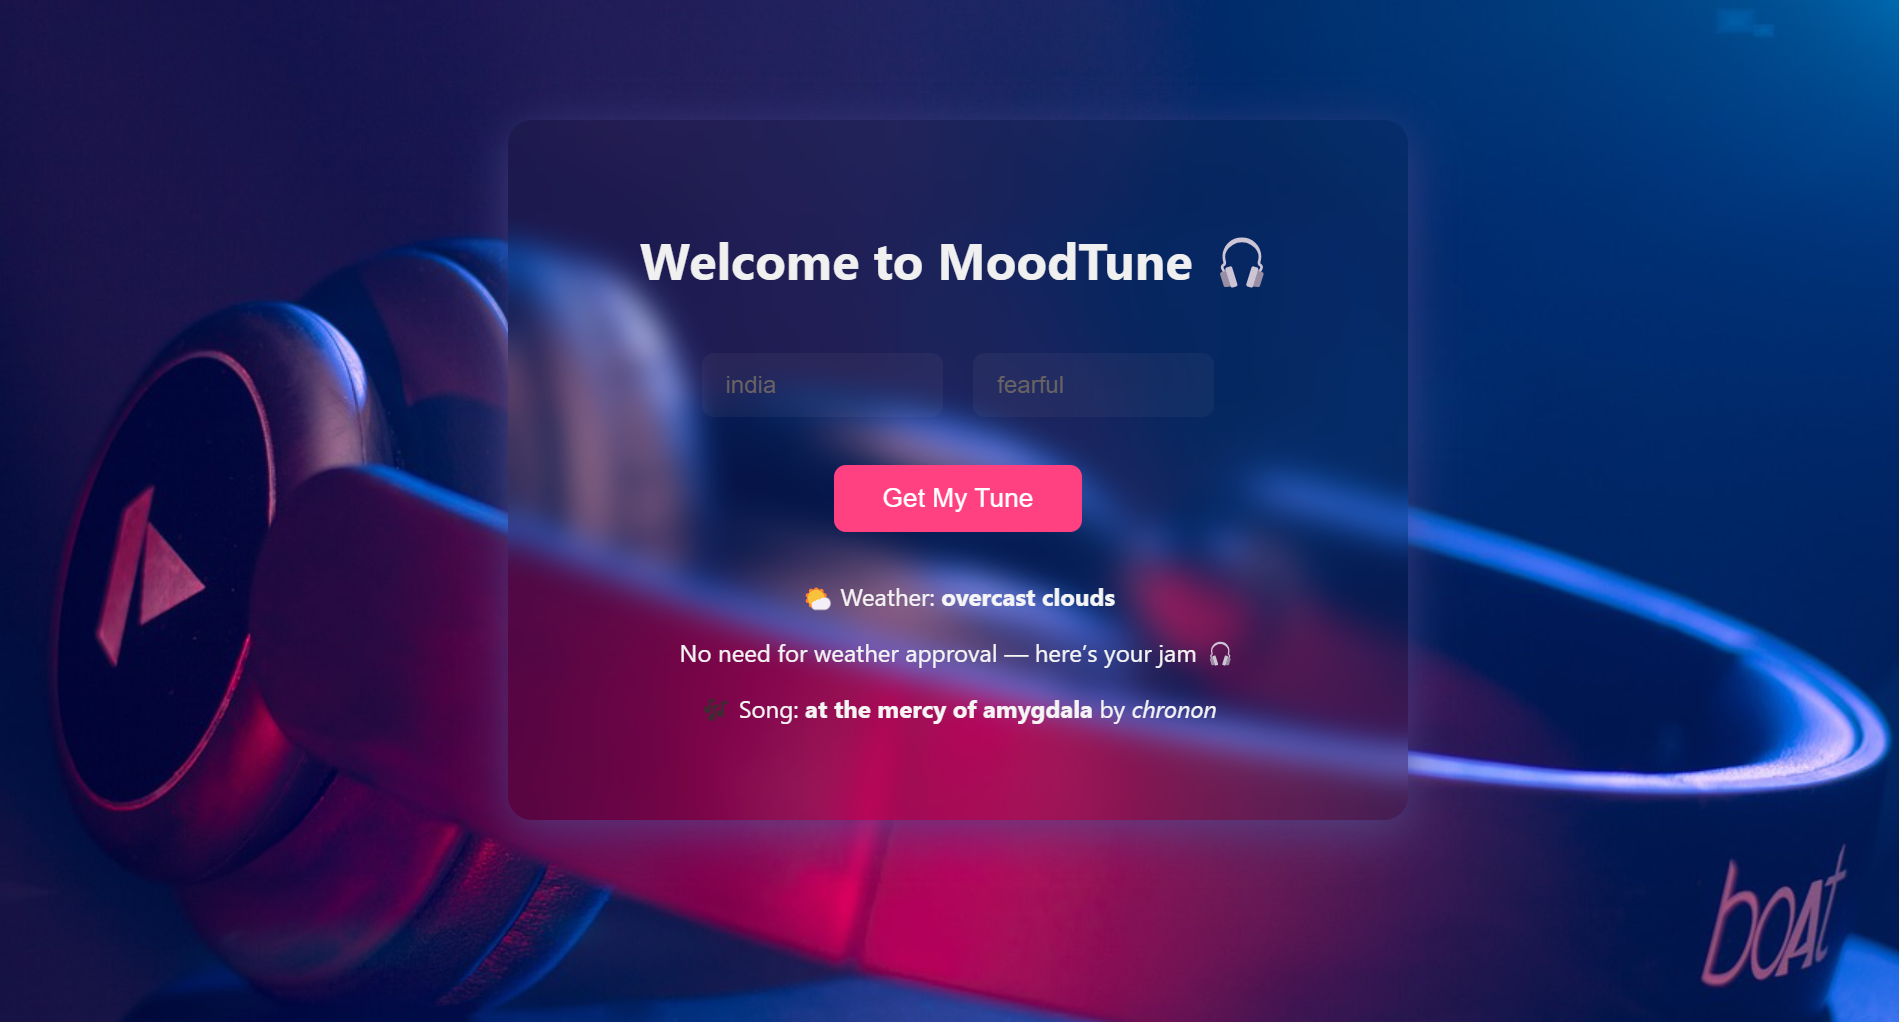 Welcome to MoodTune 🎧
india
fearful
Get My Tune
🌤️ Weather: overcast clouds
No need for weather approval — here’s your jam 🎧
🎶 Song: at the mercy of amygdala by chronon
boAt